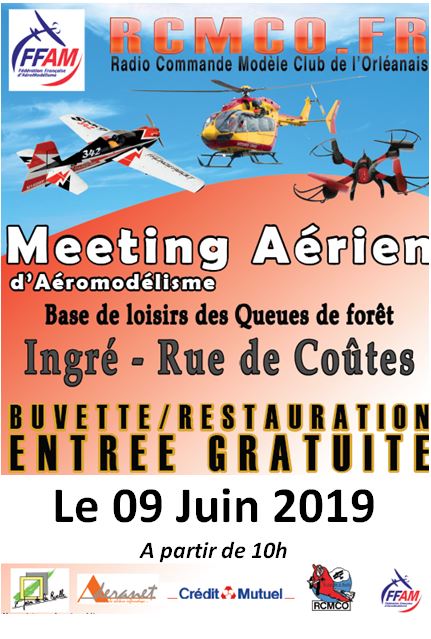 FFAM
Fédération Française
d'AéroModélisme
RCMCO.FR
Radio Commande Modèle Club de l'Orléanais
342
Meeting Aérien
d'Aéromodélisme
Base de loisirs des Queues de forêt
Ingré - Rue de Coûtes
BUVETTE/RESTAURATION
ENTREE GRATUITE
Le 09 Juin 2019
A partir de 10h
Crédit Mutuel
RCMCO
FFAM